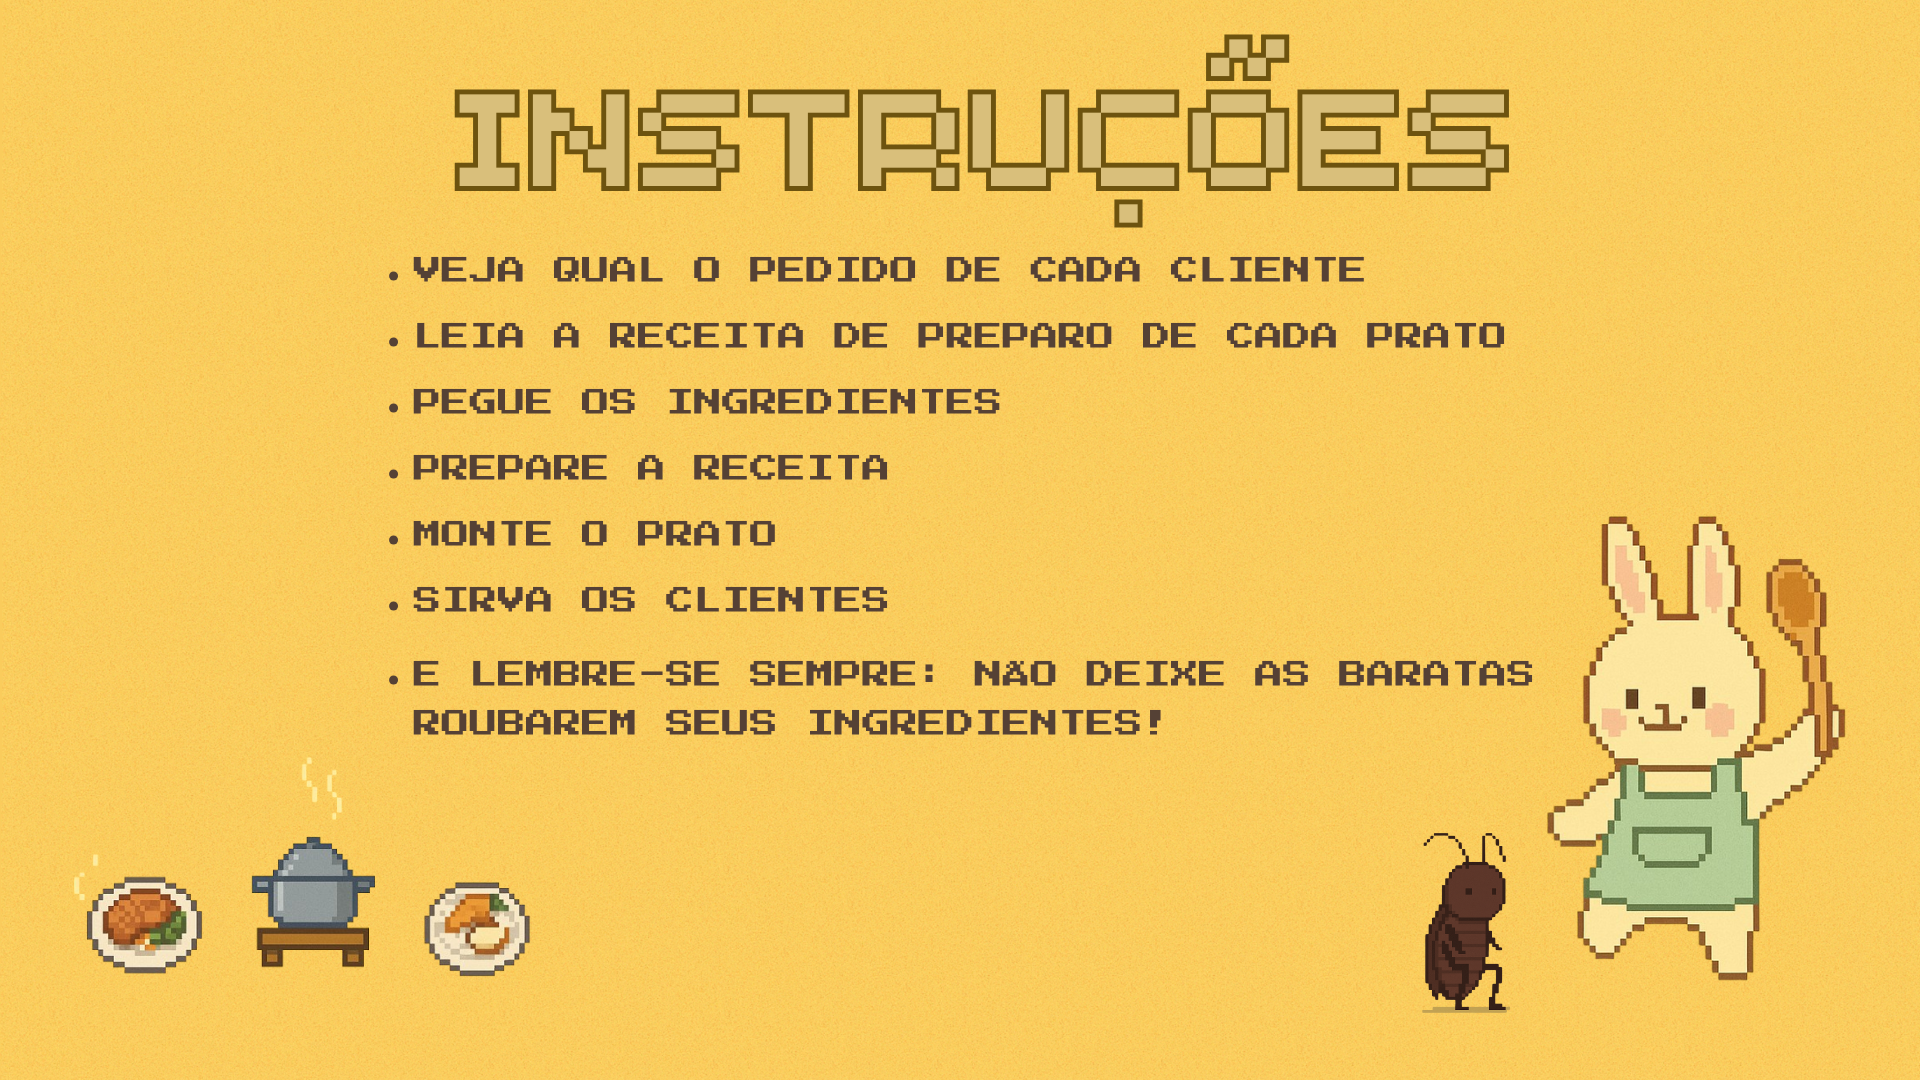 INSTRUÇÕES
• VEJA QUAL O PEDIDO DE CADA CLIENTE
• LEIA A RECEITA DE PREPARO DE CADA PRATO
• PEGUE OS INGREDIENTES
• PREPARE A RECEITA
• MONTE O PRATO
• SIRVA OS CLIENTES
• E LEMBRE-SE SEMPRE: NÃO DEIXE AS BARATAS
ROUBAREM SEUS INGREDIENTES!